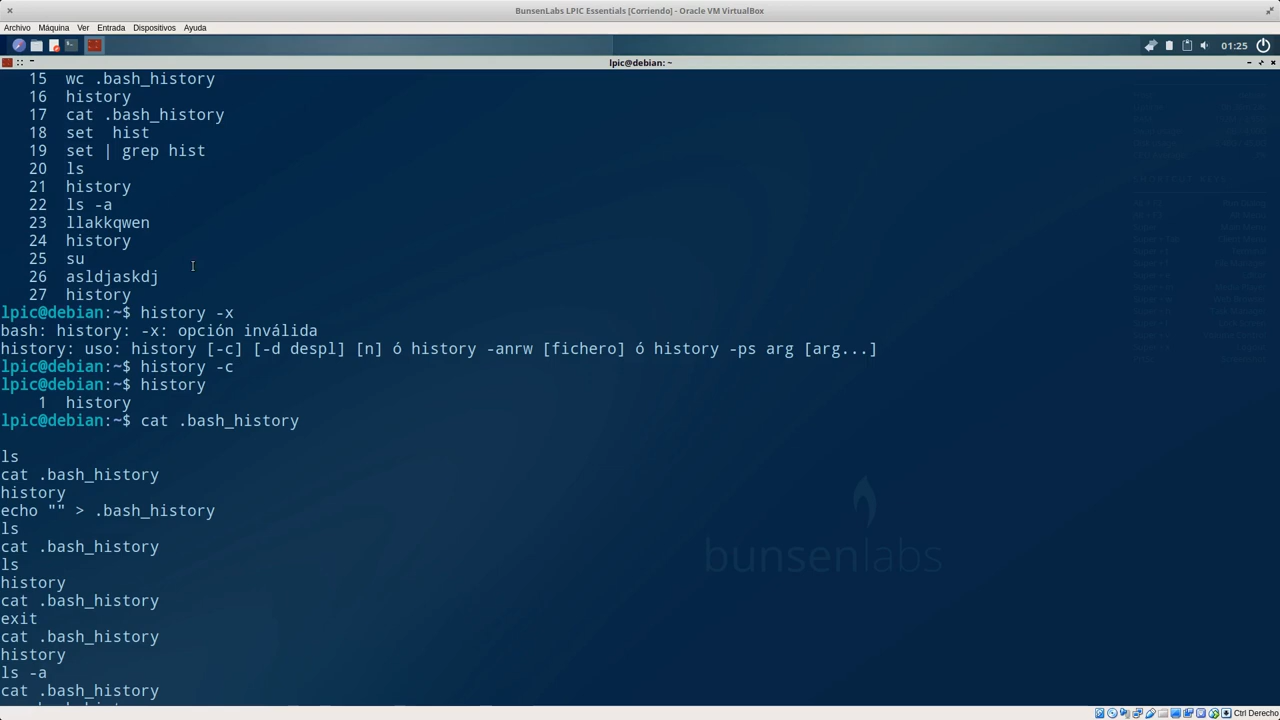 BunsenLabs LPIC Essentials [Corriendo] - Oracle VM VirtualBox
Archivo Máquina Ver Entrada Dispositivos Ayuda
01:25
lpic@debian: ~
15 wc .bash_history
16 history
17 cat .bash_history
18 set  hist
19 set | grep hist
20 ls
21 history
22 ls -a
23 llakkqwen
24 history
25 su
26 asldjaskdj
27 history
lpic@debian:~$ history -x
bash: history: -x: opción inválida
history: uso: history [-c] [-d despl] [n] ó history -anrw [fichero] ó history -ps arg [arg...]
lpic@debian:~$ history -c
lpic@debian:~$ history
1 history
lpic@debian:~$ cat .bash_history
ls
cat .bash_history
history
echo "" > .bash_history
ls
cat .bash_history
ls
history
cat .bash_history
exit
cat .bash_history
history
ls -a
cat .bash_history
bunsenlabs
Ctrl Derecho